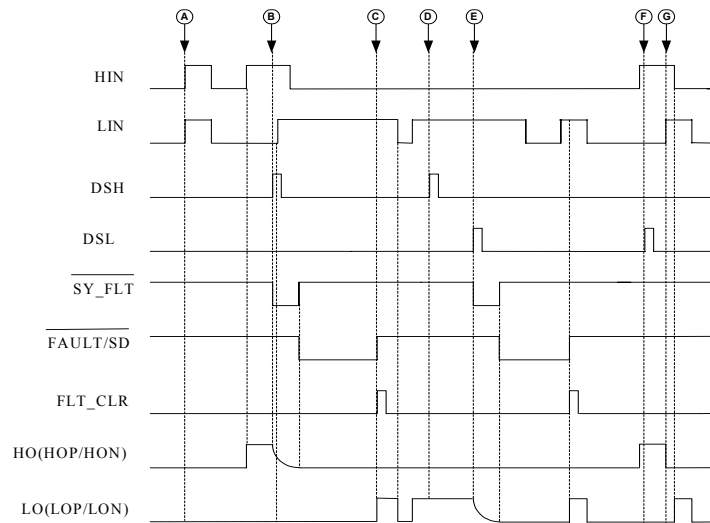 A B C D E F G
HIN
LIN
DSH
DSL
SY_FLT
FAULT/SD
FLT_CLR
HO(HOP/HON)
LO(LOP/LON)